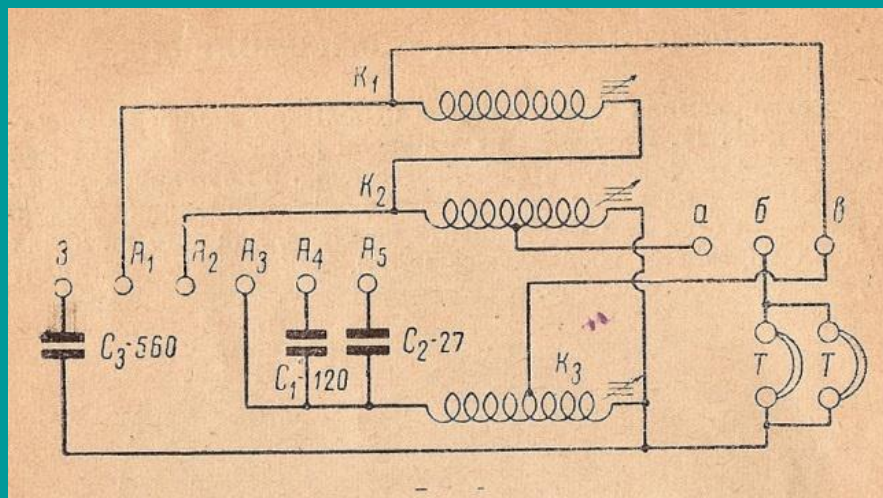 К₁
К₂
а б в
З А₁ А₂ А₃ А₄ А₅
С₃-560
С₁-120
С₂-27
К₃
Т Т